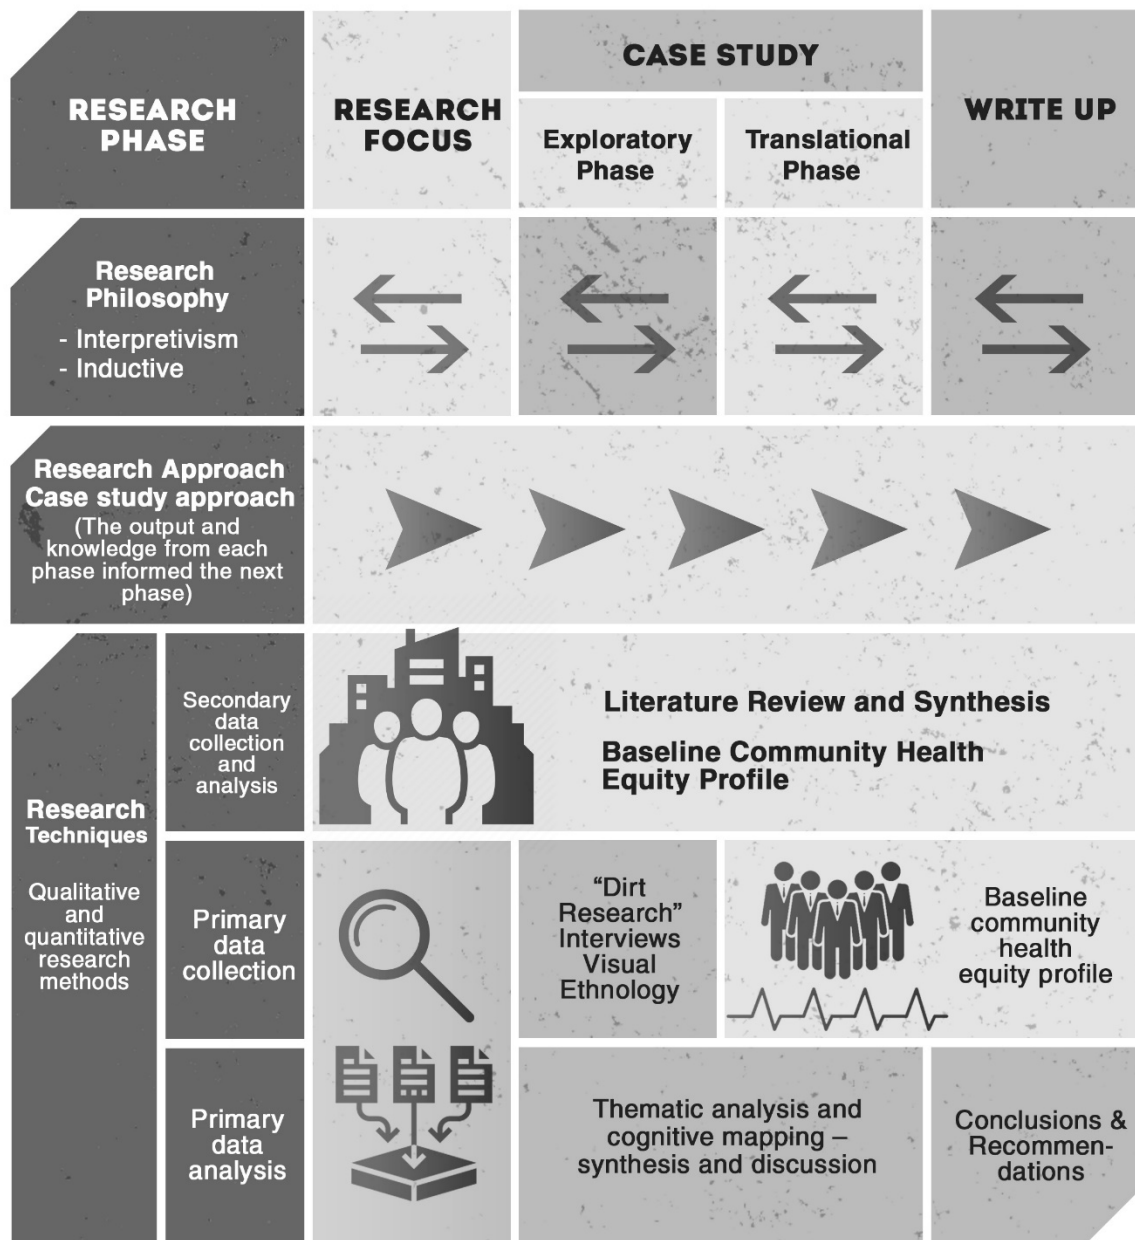 RESEARCH
PHASE
RESEARCH
FOCUS
CASE STUDY
Exploratory
Phase
Translational
Phase
WRITE UP
Research
Philosophy
- Interpretivism
- Inductive
Research Approach
Case study approach
(The output and
knowledge from each
phase informed the next
phase)
Research
Techniques
Qualitative
and
quantitative
research
methods
Secondary
data
collection
and
analysis
Literature Review and Synthesis
Baseline Community Health
Equity Profile
Primary
data
collection
“Dirt
Research”
Interviews
Visual
Ethnology
Baseline
community
health
equity profile
Primary
data
analysis
Thematic analysis and
cognitive mapping –
synthesis and discussion
Conclusions &
Recommen-
dations